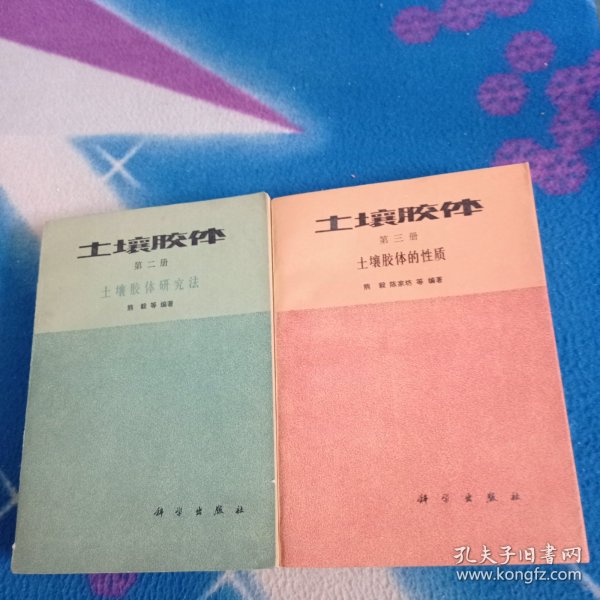 土壤胶体
第二册
土壤胶体研究法
熊 毅 等 编著
科学出版社
土壤胶体
第三册
土壤胶体的性质
熊 毅 陈家坊 等 编著
科学出版社
孔夫子旧书网
www.kongfz.com